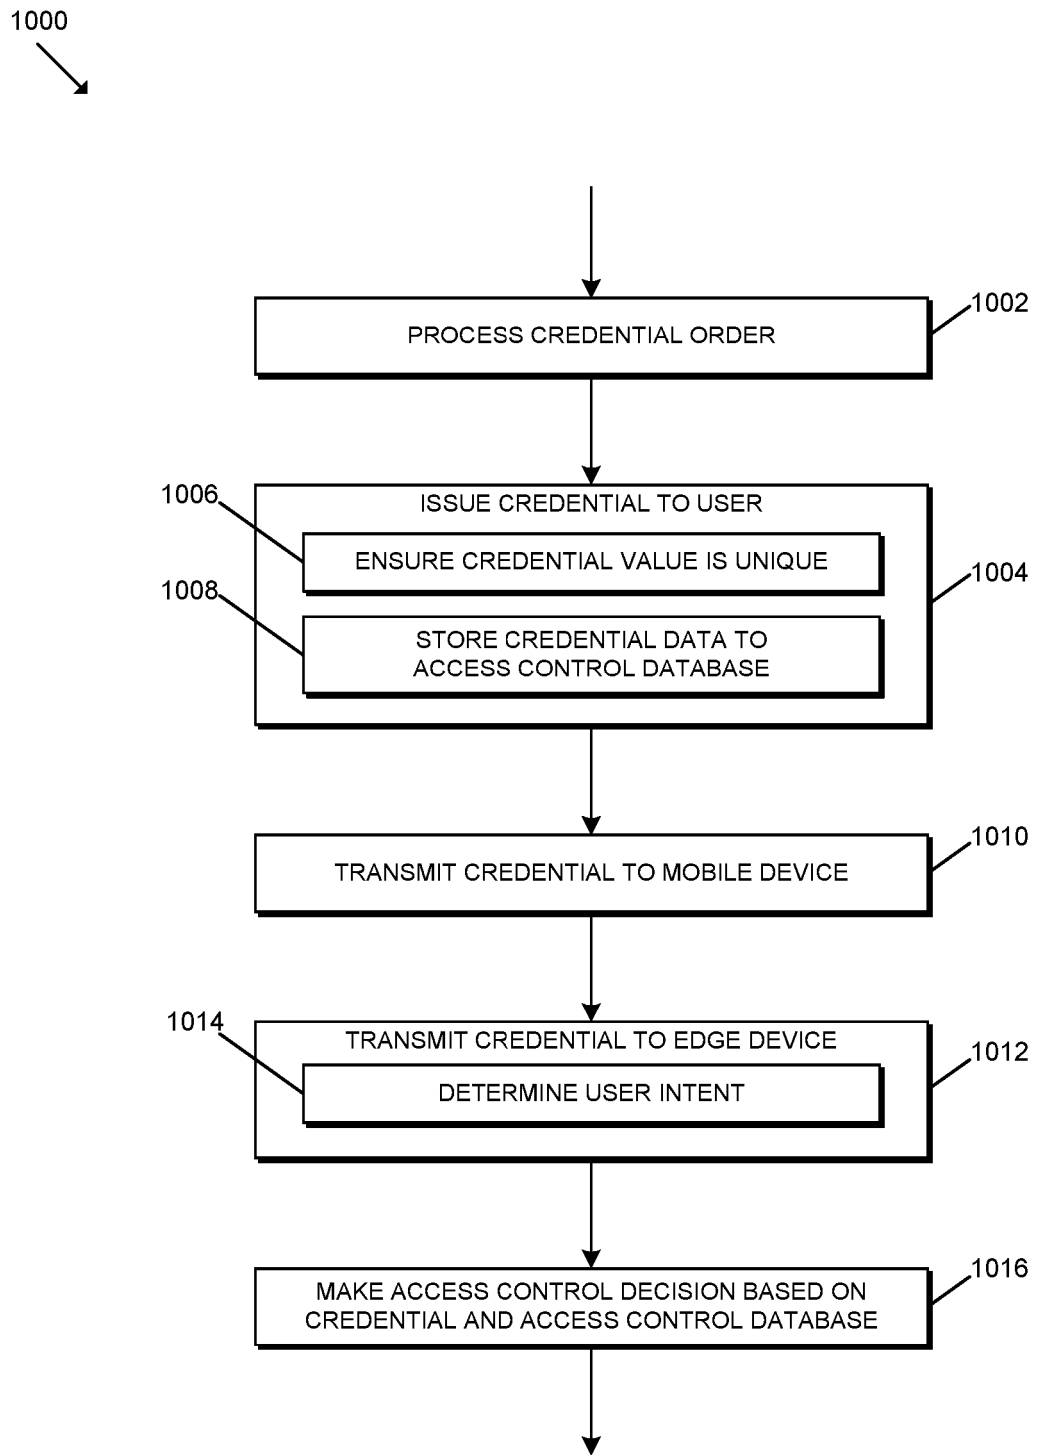 1000
PROCESS CREDENTIAL ORDER
1002
ISSUE CREDENTIAL TO USER
1006
ENSURE CREDENTIAL VALUE IS UNIQUE
1004
1008
STORE CREDENTIAL DATA TO
ACCESS CONTROL DATABASE
TRANSMIT CREDENTIAL TO MOBILE DEVICE
1010
1014
TRANSMIT CREDENTIAL TO EDGE DEVICE
1012
DETERMINE USER INTENT
MAKE ACCESS CONTROL DECISION BASED ON
CREDENTIAL AND ACCESS CONTROL DATABASE
1016